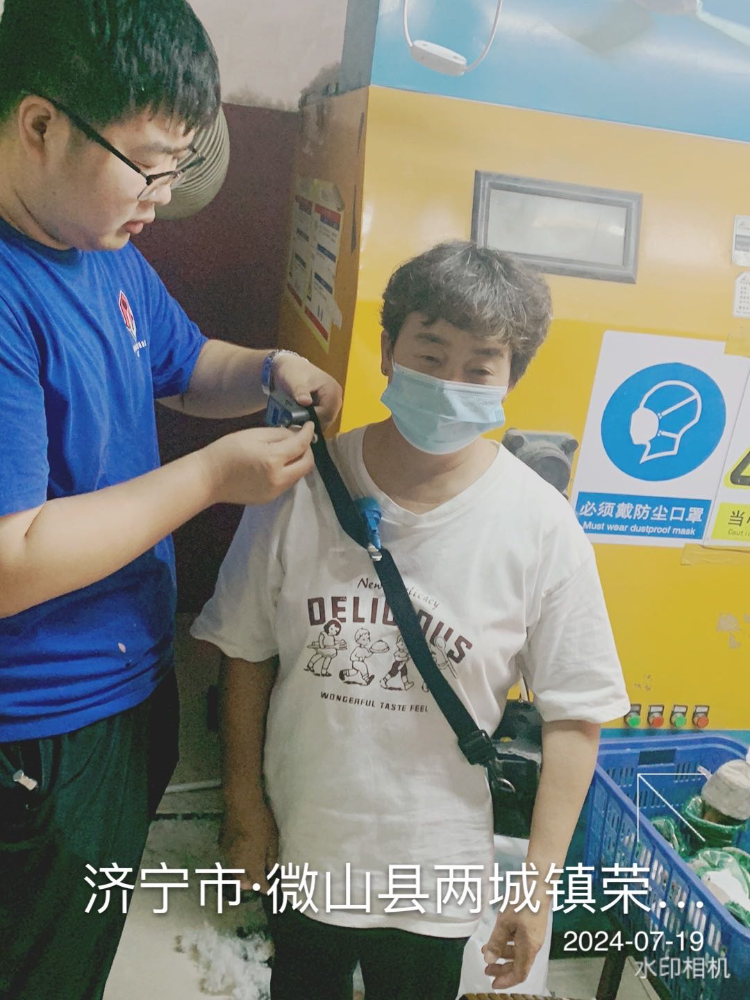 必须戴防尘口罩
Must wear dustproof mask
当
Cauti
DELICIOUS
WONGERFUL TASTE FEEL
济宁市·微山县两城镇荣...
2024-07-19
水印相机